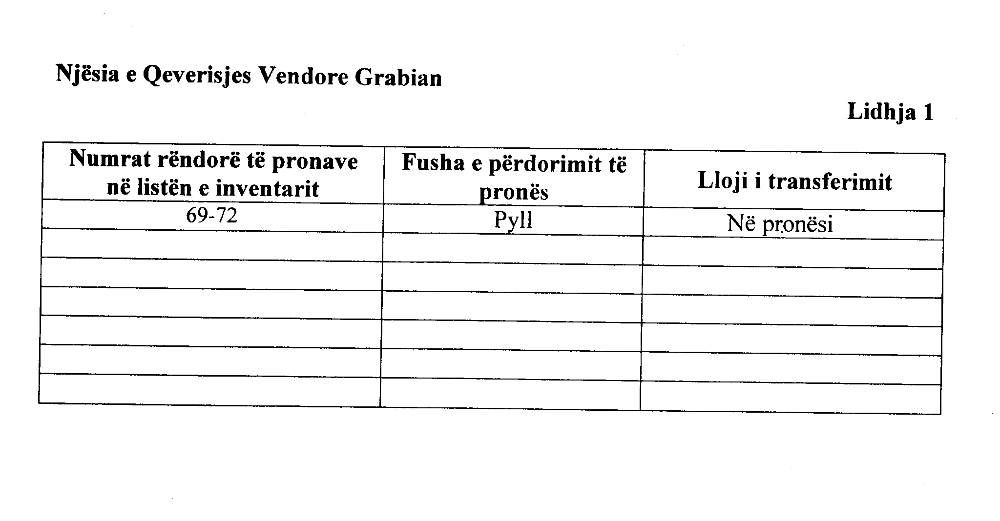 Njësia e Qeverisjes Vendore Grabian
Lidhja 1
Numrat rëndorë të pronave
në listën e inventarit
Fusha e përdorimit të
pronës
Lloji i transferimit
69-72
Pyll
Në pronësi